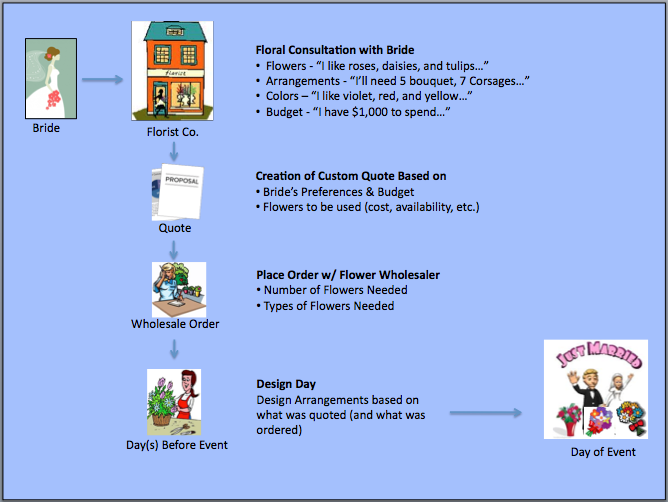 Bride
Florist
Florist Co.
Floral Consultation with Bride
• Flowers - “I like roses, daisies, and tulips…”
• Arrangements - “I’ll need 5 bouquet, 7 Corsages…”
• Colors – “I like violet, red, and yellow…”
• Budget - “I have $1,000 to spend…”
PROPOSAL
Quote
Creation of Custom Quote Based on
• Bride’s Preferences & Budget
• Flowers to be used (cost, availability, etc.)
Wholesale Order
Place Order w/ Flower Wholesaler
• Number of Flowers Needed
• Types of Flowers Needed
Day(s) Before Event
Design Day
Design Arrangements based on
what was quoted (and what was
ordered)
JUST MARRIED
Day of Event